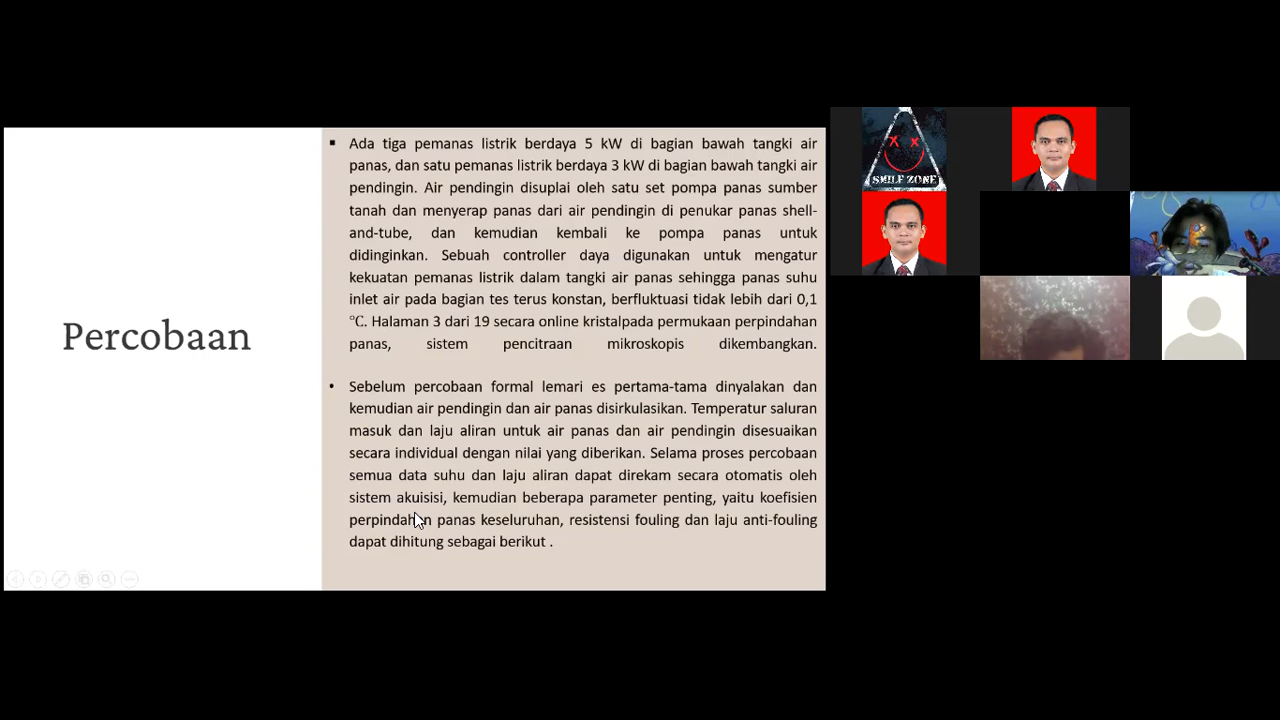 Percobaan
▪ Ada tiga pemanas listrik berdaya 5 kW di bagian bawah tangki air
panas, dan satu pemanas listrik berdaya 3 kW di bagian bawah tangki air
pendingin. Air pendingin disuplai oleh satu set pompa panas sumber
tanah dan menyerap panas dari air pendingin di penukar panas shell-
and-tube, dan kemudian kembali ke pompa panas untuk
didinginkan. Sebuah controller daya digunakan untuk mengatur
kekuatan pemanas listrik dalam tangki air panas sehingga panas suhu
inlet air pada bagian tes terus konstan, berfluktuasi tidak lebih dari 0,1
℃. Halaman 3 dari 19 secara online kristalpada permukaan perpindahan
panas, sistem pencitraan mikroskopis dikembangkan.
• Sebelum percobaan formal lemari es pertama-tama dinyalakan dan
kemudian air pendingin dan air panas disirkulasikan. Temperatur saluran
masuk dan laju aliran untuk air panas dan air pendingin disesuaikan
secara individual dengan nilai yang diberikan. Selama proses percobaan
semua data suhu dan laju aliran dapat direkam secara otomatis oleh
sistem akuisisi, kemudian beberapa parameter penting, yaitu koefisien
perpindahan panas keseluruhan, resistensi fouling dan laju anti-fouling
dapat dihitung sebagai berikut .
SMILE ZONE